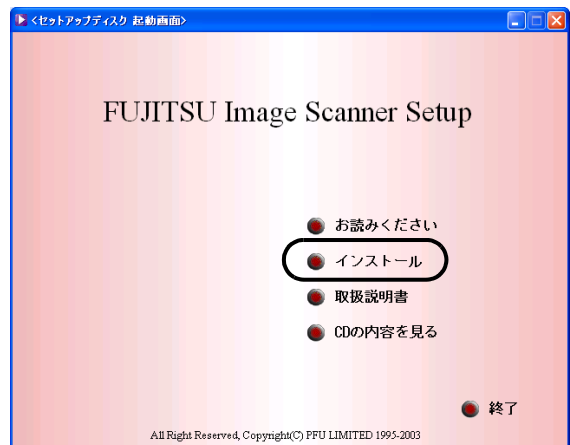 <セットアップディスク 起動画面>
FUJITSU Image Scanner Setup
お読みください
インストール
取扱説明書
CDの内容を見る
終了
All Right Reserved, Copyright(C) PFU LIMITED 1995-2003